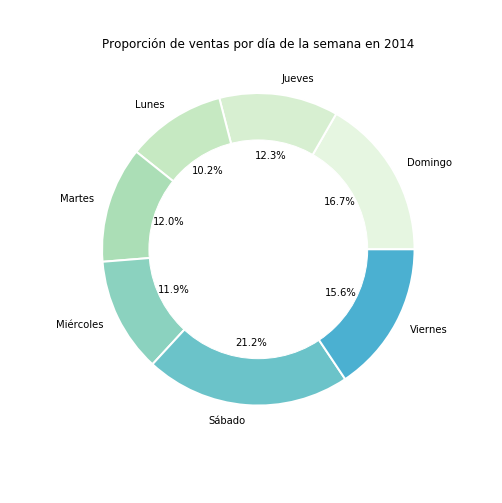 Proporción de ventas por día de la semana en 2014
Jueves
Lunes
12.3%
Domingo
10.2%
Martes
16.7%
12.0%
11.9%
15.6%
Miércoles
Viernes
21.2%
Sábado